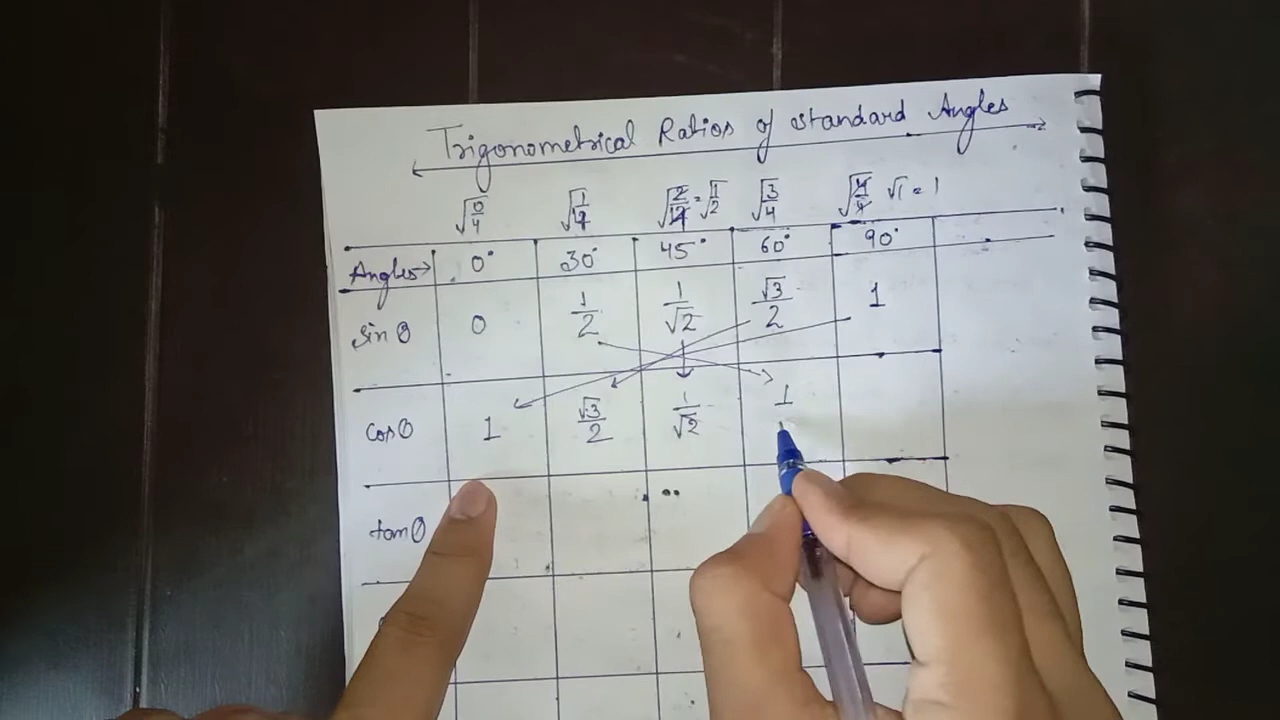 Trigonometrical Ratios of standard Angles
√0/4 √1/4 √2/4 = √1/2 √3/4 √4/4 √1 = 1
Angles→ 0° 30° 45° 60° 90°
sin θ 0 1/2 1/√2 √3/2 1
cos θ 1 √3/2 1/√2 1
tan θ